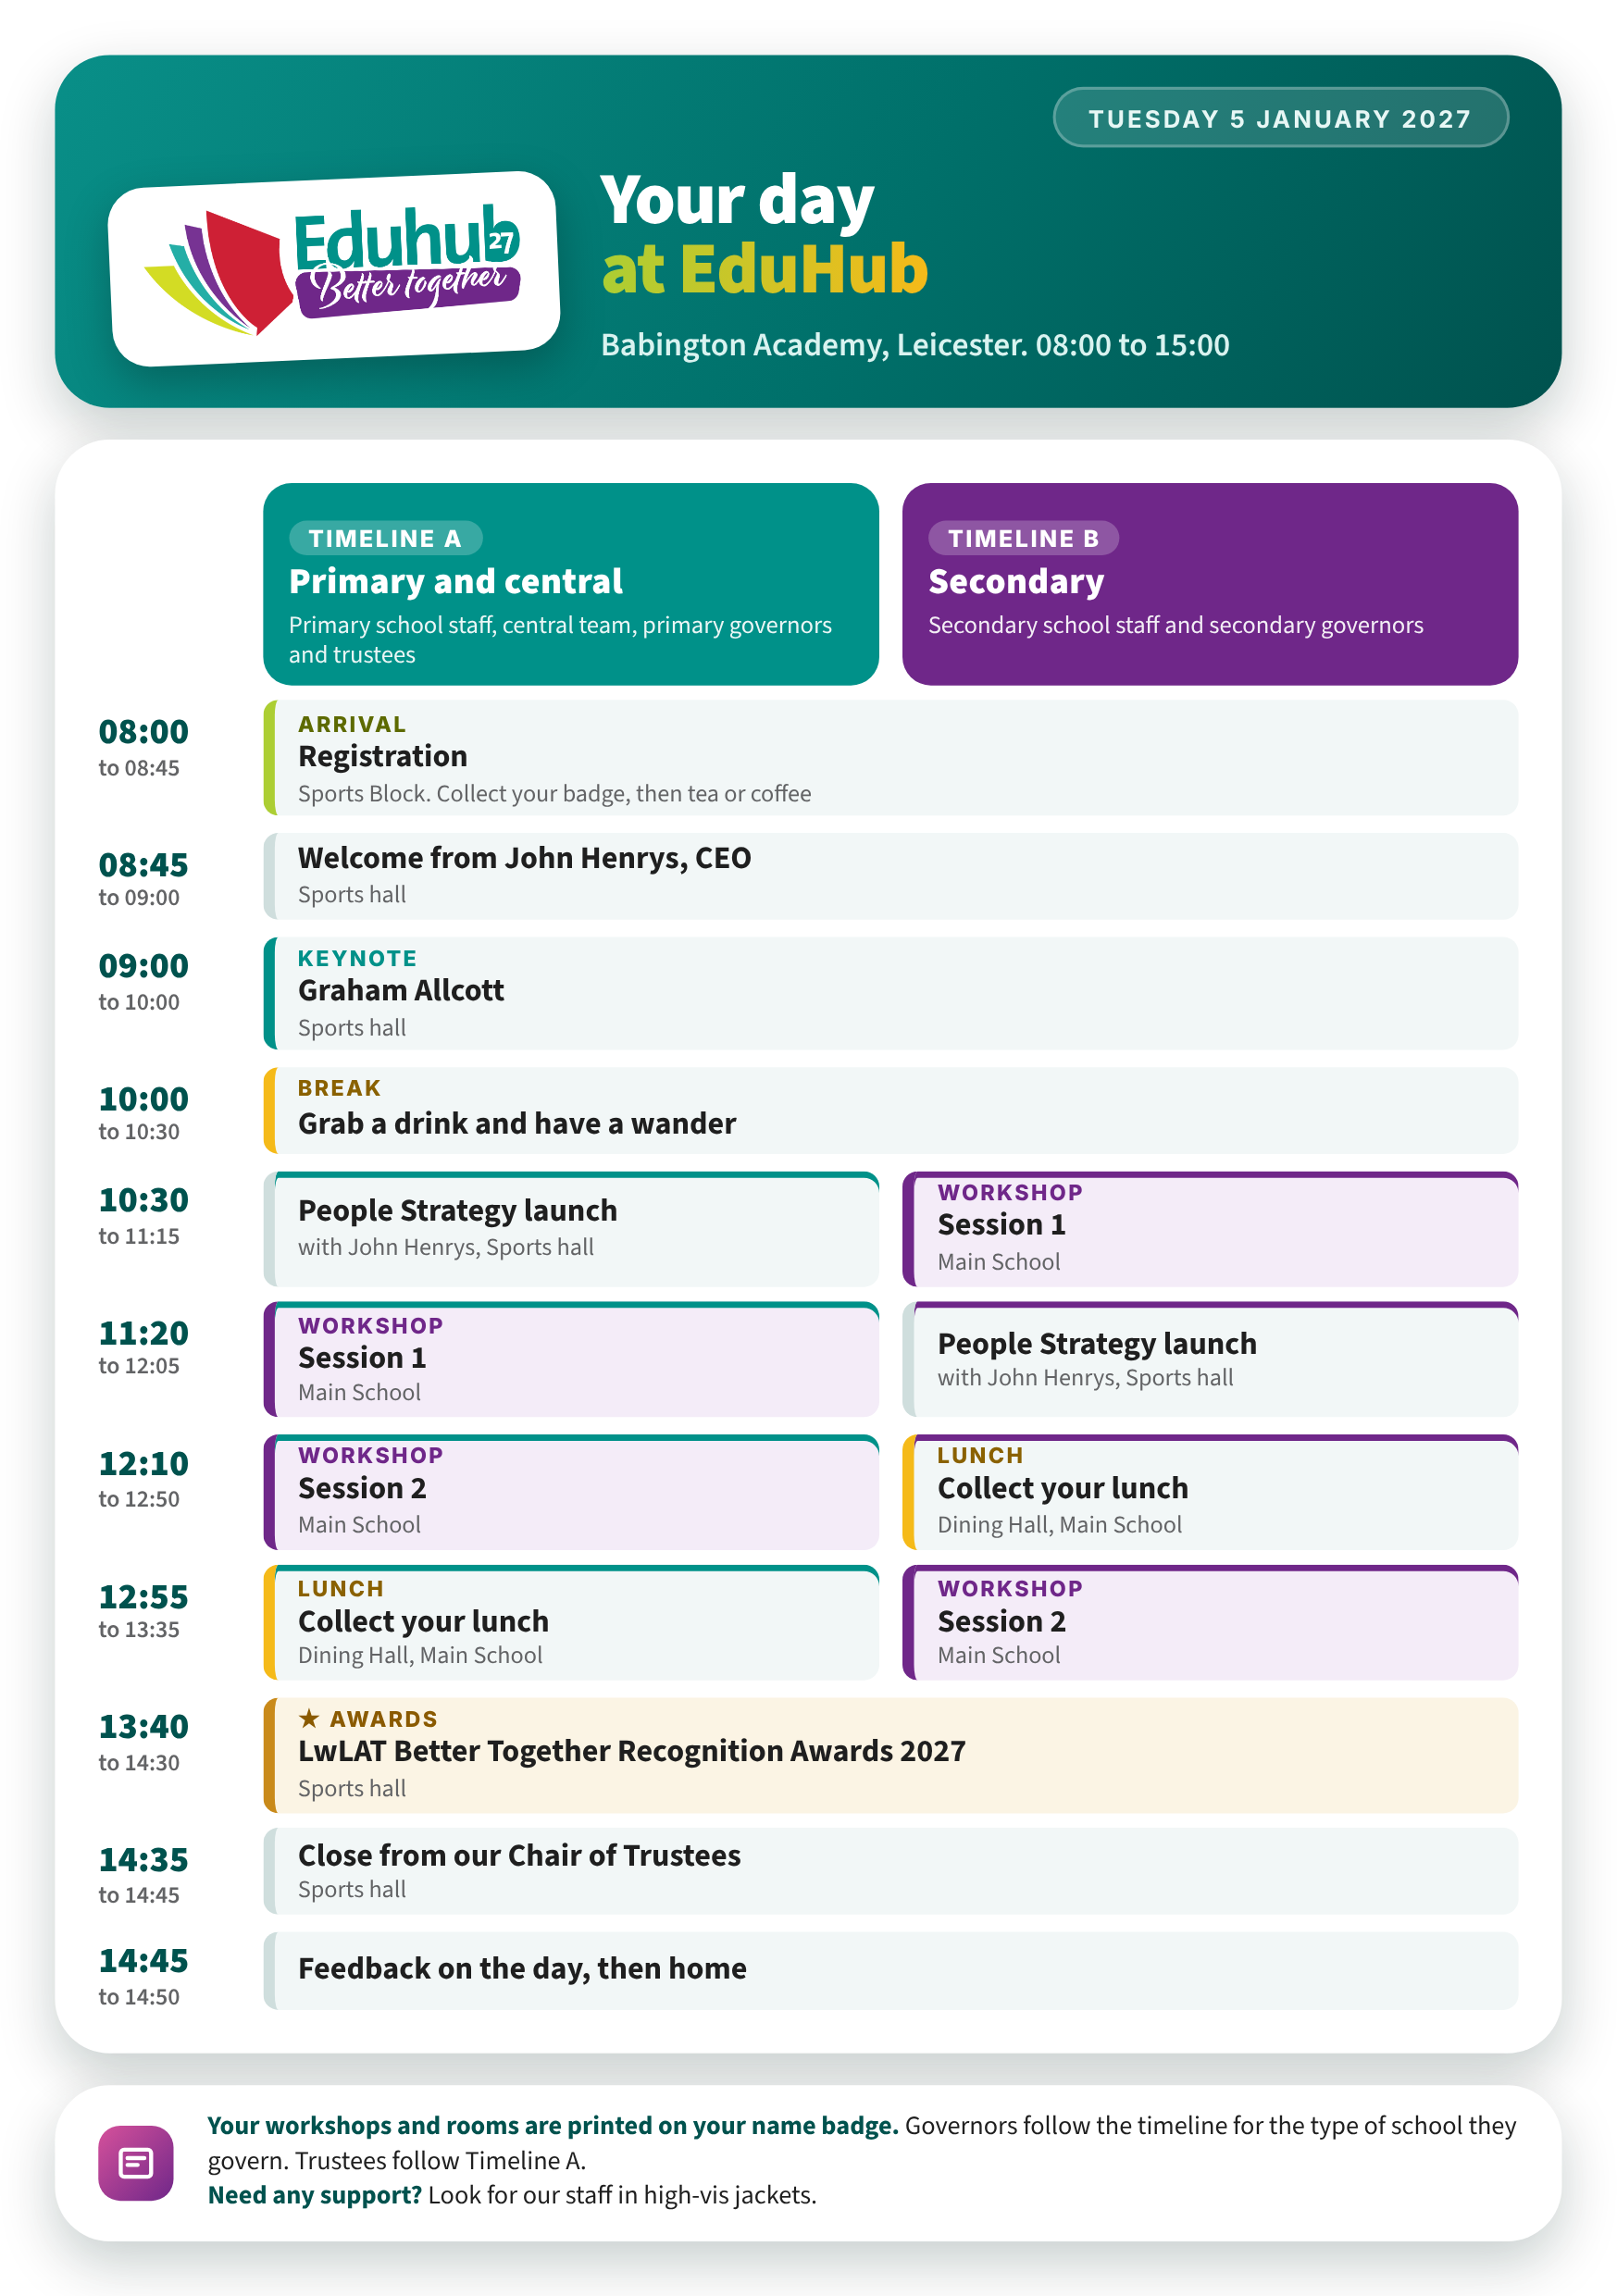 TUESDAY 5 JANUARY 2027
Eduhub 27
Better together
Your day
at EduHub
Babington Academy, Leicester. 08:00 to 15:00
TIMELINE A
Primary and central
Primary school staff, central team, primary governors
and trustees
TIMELINE B
Secondary
Secondary school staff and secondary governors
08:00
to 08:45
ARRIVAL
Registration
Sports Block. Collect your badge, then tea or coffee
08:45
to 09:00
Welcome from John Henrys, CEO
Sports hall
09:00
to 10:00
KEYNOTE
Graham Allcott
Sports hall
10:00
to 10:30
BREAK
Grab a drink and have a wander
10:30
to 11:15
People Strategy launch
with John Henrys, Sports hall
WORKSHOP
Session 1
Main School
11:20
to 12:05
WORKSHOP
Session 1
Main School
People Strategy launch
with John Henrys, Sports hall
12:10
to 12:50
WORKSHOP
Session 2
Main School
LUNCH
Collect your lunch
Dining Hall, Main School
12:55
to 13:35
LUNCH
Collect your lunch
Dining Hall, Main School
WORKSHOP
Session 2
Main School
13:40
to 14:30
★ AWARDS
LwLAT Better Together Recognition Awards 2027
Sports hall
14:35
to 14:45
Close from our Chair of Trustees
Sports hall
14:45
to 14:50
Feedback on the day, then home
Your workshops and rooms are printed on your name badge. Governors follow the timeline for the type of school they
govern. Trustees follow Timeline A.
Need any support? Look for our staff in high-vis jackets.